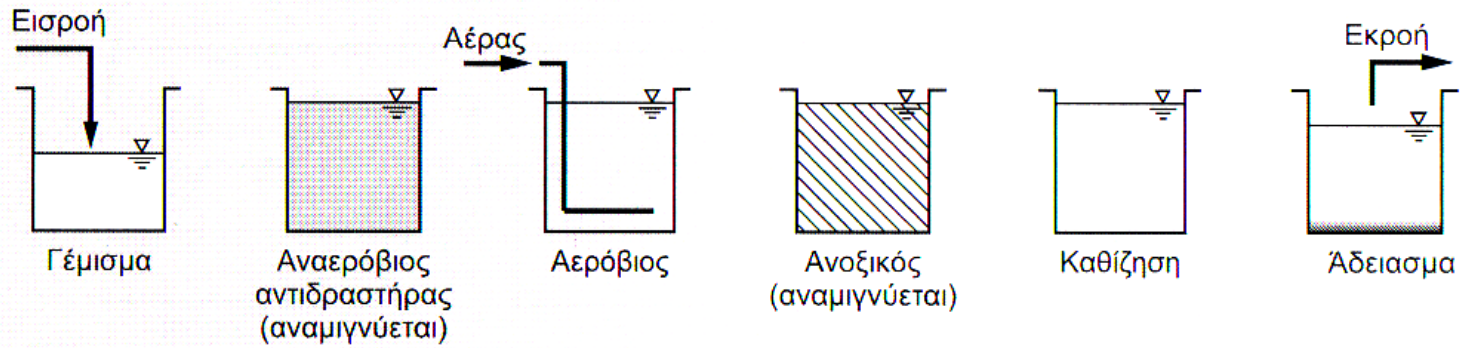 Εισροή
Αέρας
Εκροή
Γέμισμα
Αναερόβιος
αντιδραστήρας
(αναμιγνύεται)
Αερόβιος
Ανοξικός
(αναμιγνύεται)
Καθίζηση
Άδειασμα